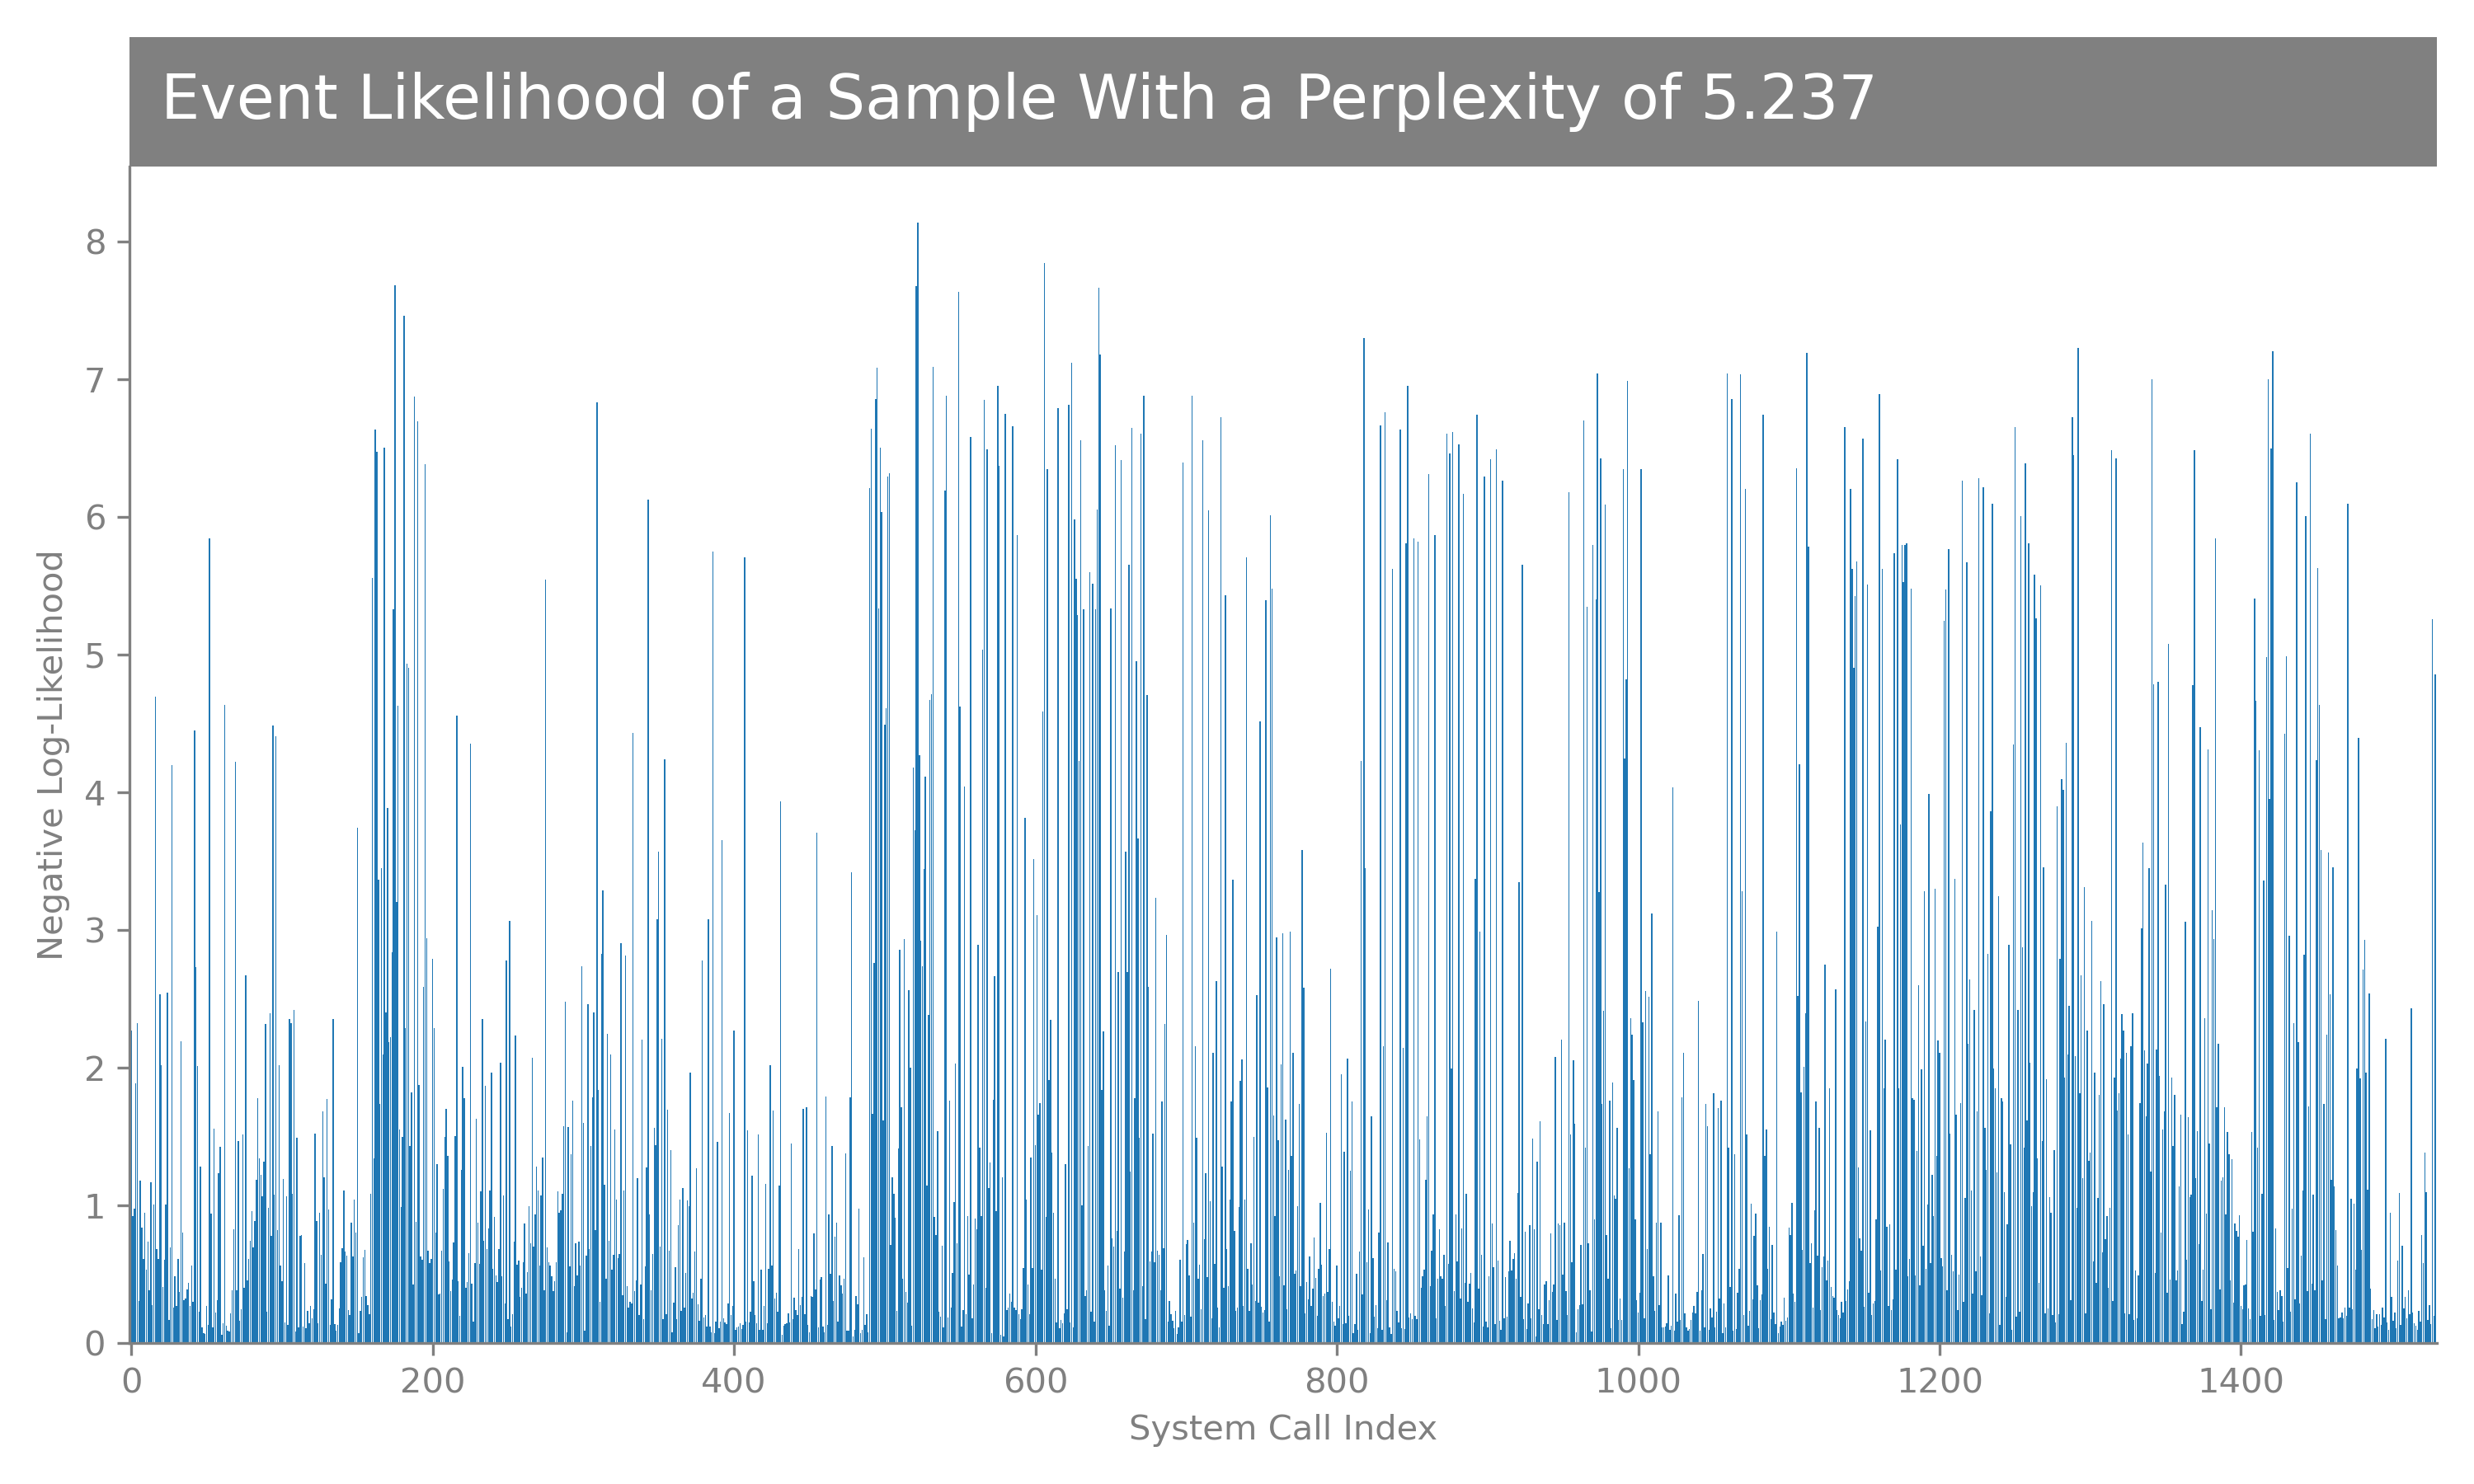 Event Likelihood of a Sample With a Perplexity of 5.237
8
7
6
5
4
3
2
1
0
Negative Log-Likelihood
0 200 400 600 800 1000 1200 1400
System Call Index